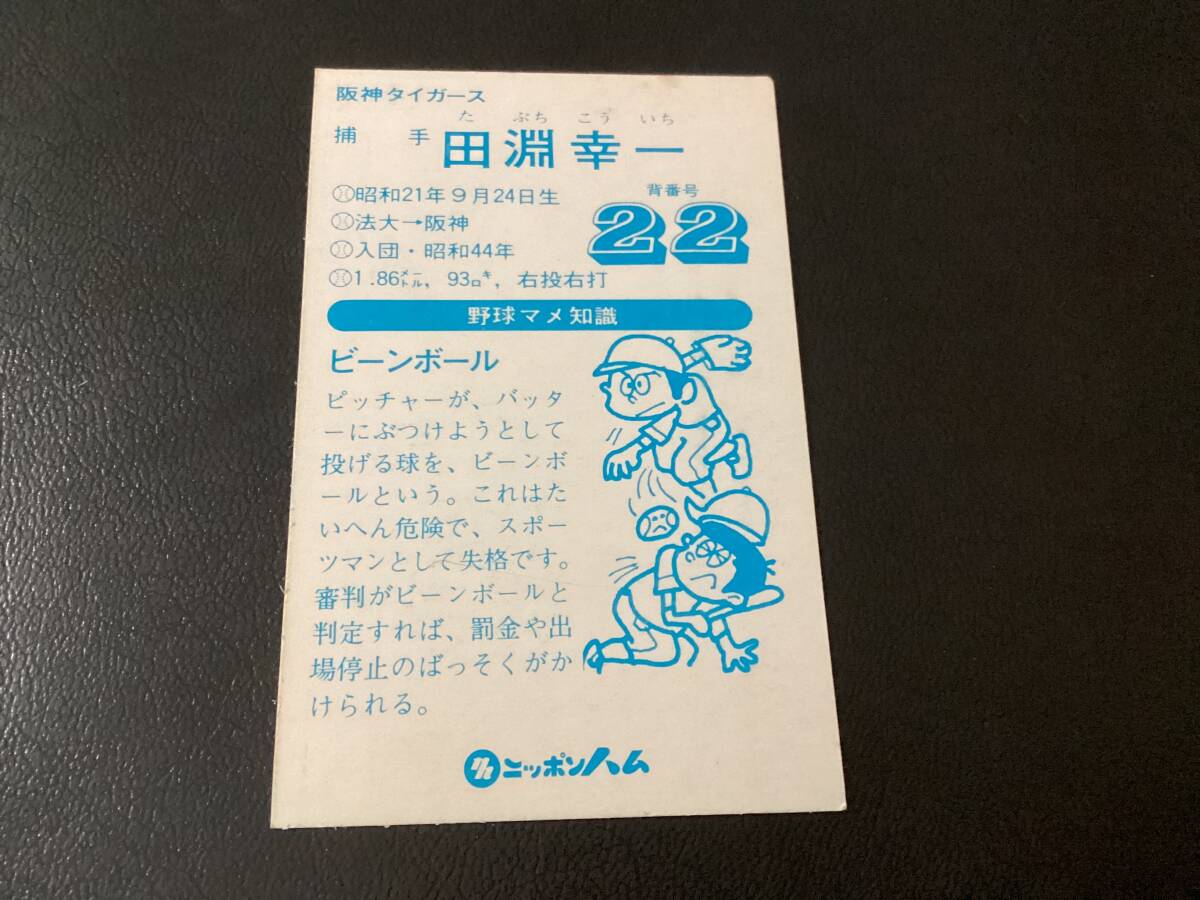 阪神タイガース
た ぶち こう いち
捕手 田淵幸一
昭和21年9月24日生
背番号
22
法大→阪神
入団・昭和44年
1.86メートル, 93キロ, 右投右打
野球マメ知識
ビーンボール
ピッチャーが、バッタ
ーにぶつけようとして
投げる球を、ビーンボ
ールという。これはた
いへん危険で、スポー
ツマンとして失格です。
審判がビーンボールと
判定すれば、罰金や出
場停止のばっそくがか
けられる。
ニッポンハム